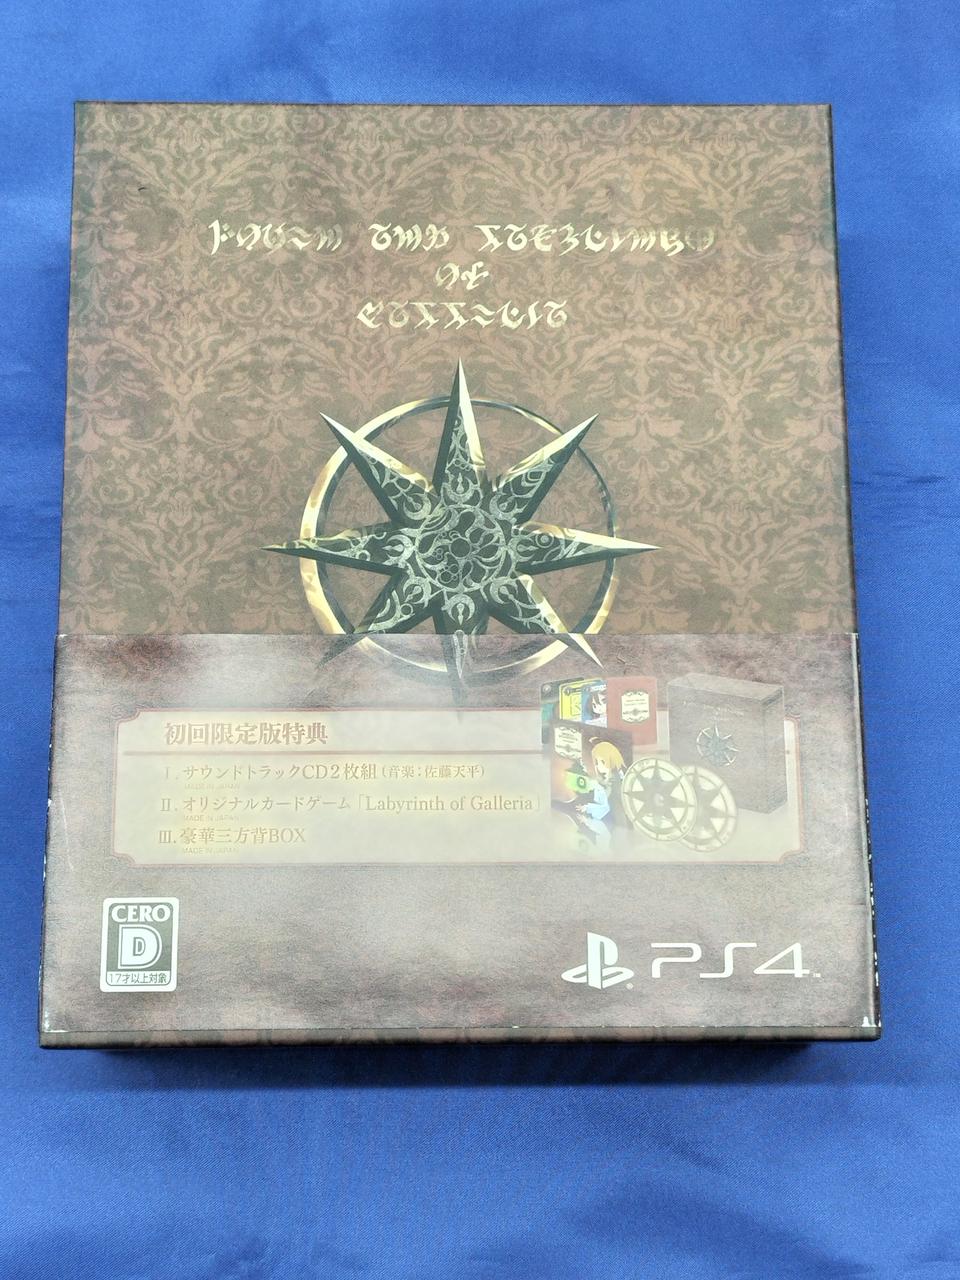 初回限定版特典
Ⅰ.サウンドトラックCD2枚組(音楽:佐藤天平)
MADE IN JAPAN
Ⅱ.オリジナルカードゲーム「Labyrinth of Galleria」
MADE IN JAPAN
Ⅲ.豪華三方背BOX
MADE IN JAPAN
CERO
D
17才以上対象
PS4